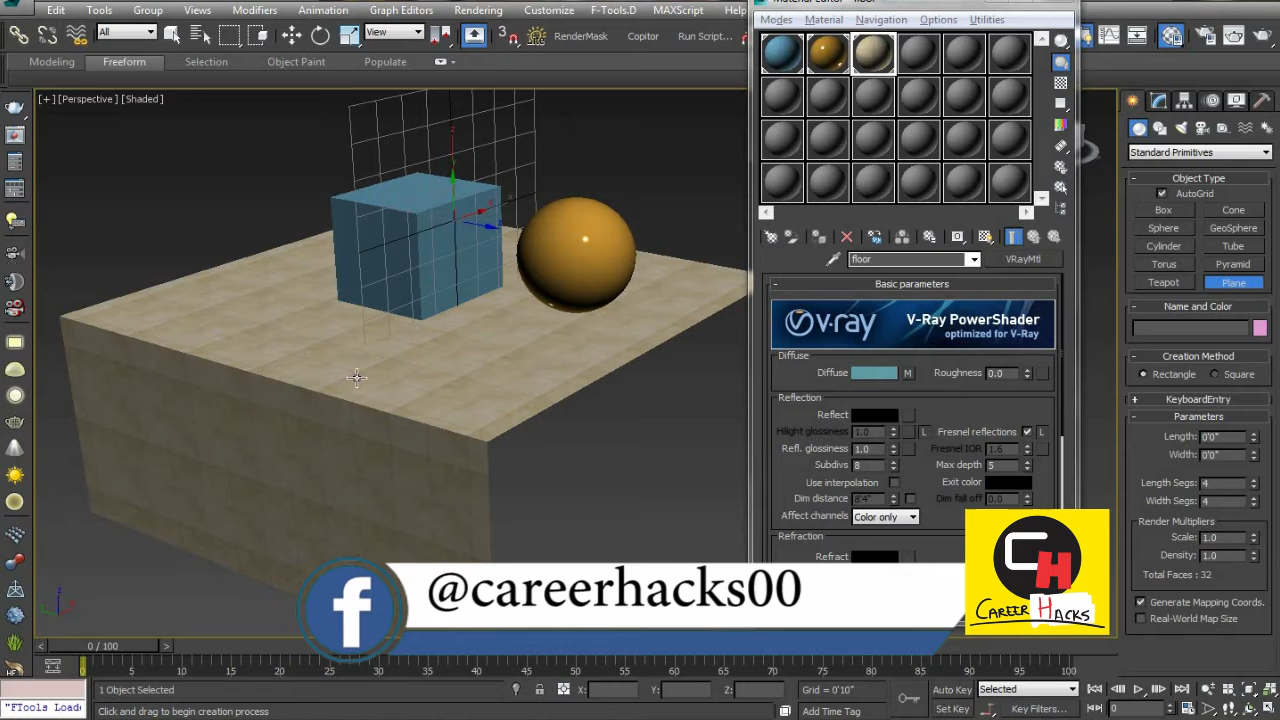 Edit Tools Group Views Modifiers Animation Graph Editors Rendering Customize F-Tools.D MAXScript Help
Modes Material Navigation Options Utilities
All View RenderMask Copitor Run Script...
Modeling Freeform Selection Object Paint Populate
[+] [Perspective] [Shaded]
Standard Primitives
Object Type
AutoGrid
Box Cone
Sphere GeoSphere
Cylinder Tube
Torus Pyramid
Teapot Plane
Name and Color
Creation Method
Rectangle Square
KeyboardEntry
Parameters
Length: 0'0"
Width: 0'0"
Length Segs: 4
Width Segs: 4
Render Multipliers
Scale: 1.0
Density: 1.0
Total Faces : 32
Generate Mapping Coords.
Real-World Map Size
floor VRayMtl
Basic parameters
v·ray V-Ray PowerShader
optimized for V-Ray
Diffuse
Diffuse M Roughness 0.0
Reflection
Reflect
Hilight glossiness 1.0 L Fresnel reflections L
Refl. glossiness 1.0 Fresnel IOR 1.6
Subdivs 8 Max depth 5
Use interpolation Exit color
Dim distance 8'4" Dim fall off 0.0
Affect channels Color only
Refraction
Refract
f @careerhacks00
CH
CAREER HACKS
0 / 100
0 5 10 15 20 25 30 35 40 45 50 55 60 65 70 75 80 85 90 95 100
1 Object Selected X: Y: Z: Grid = 0'10" Auto Key Selected
"FTools Load Click and drag to begin creation process Add Time Tag Set Key Key Filters... 0